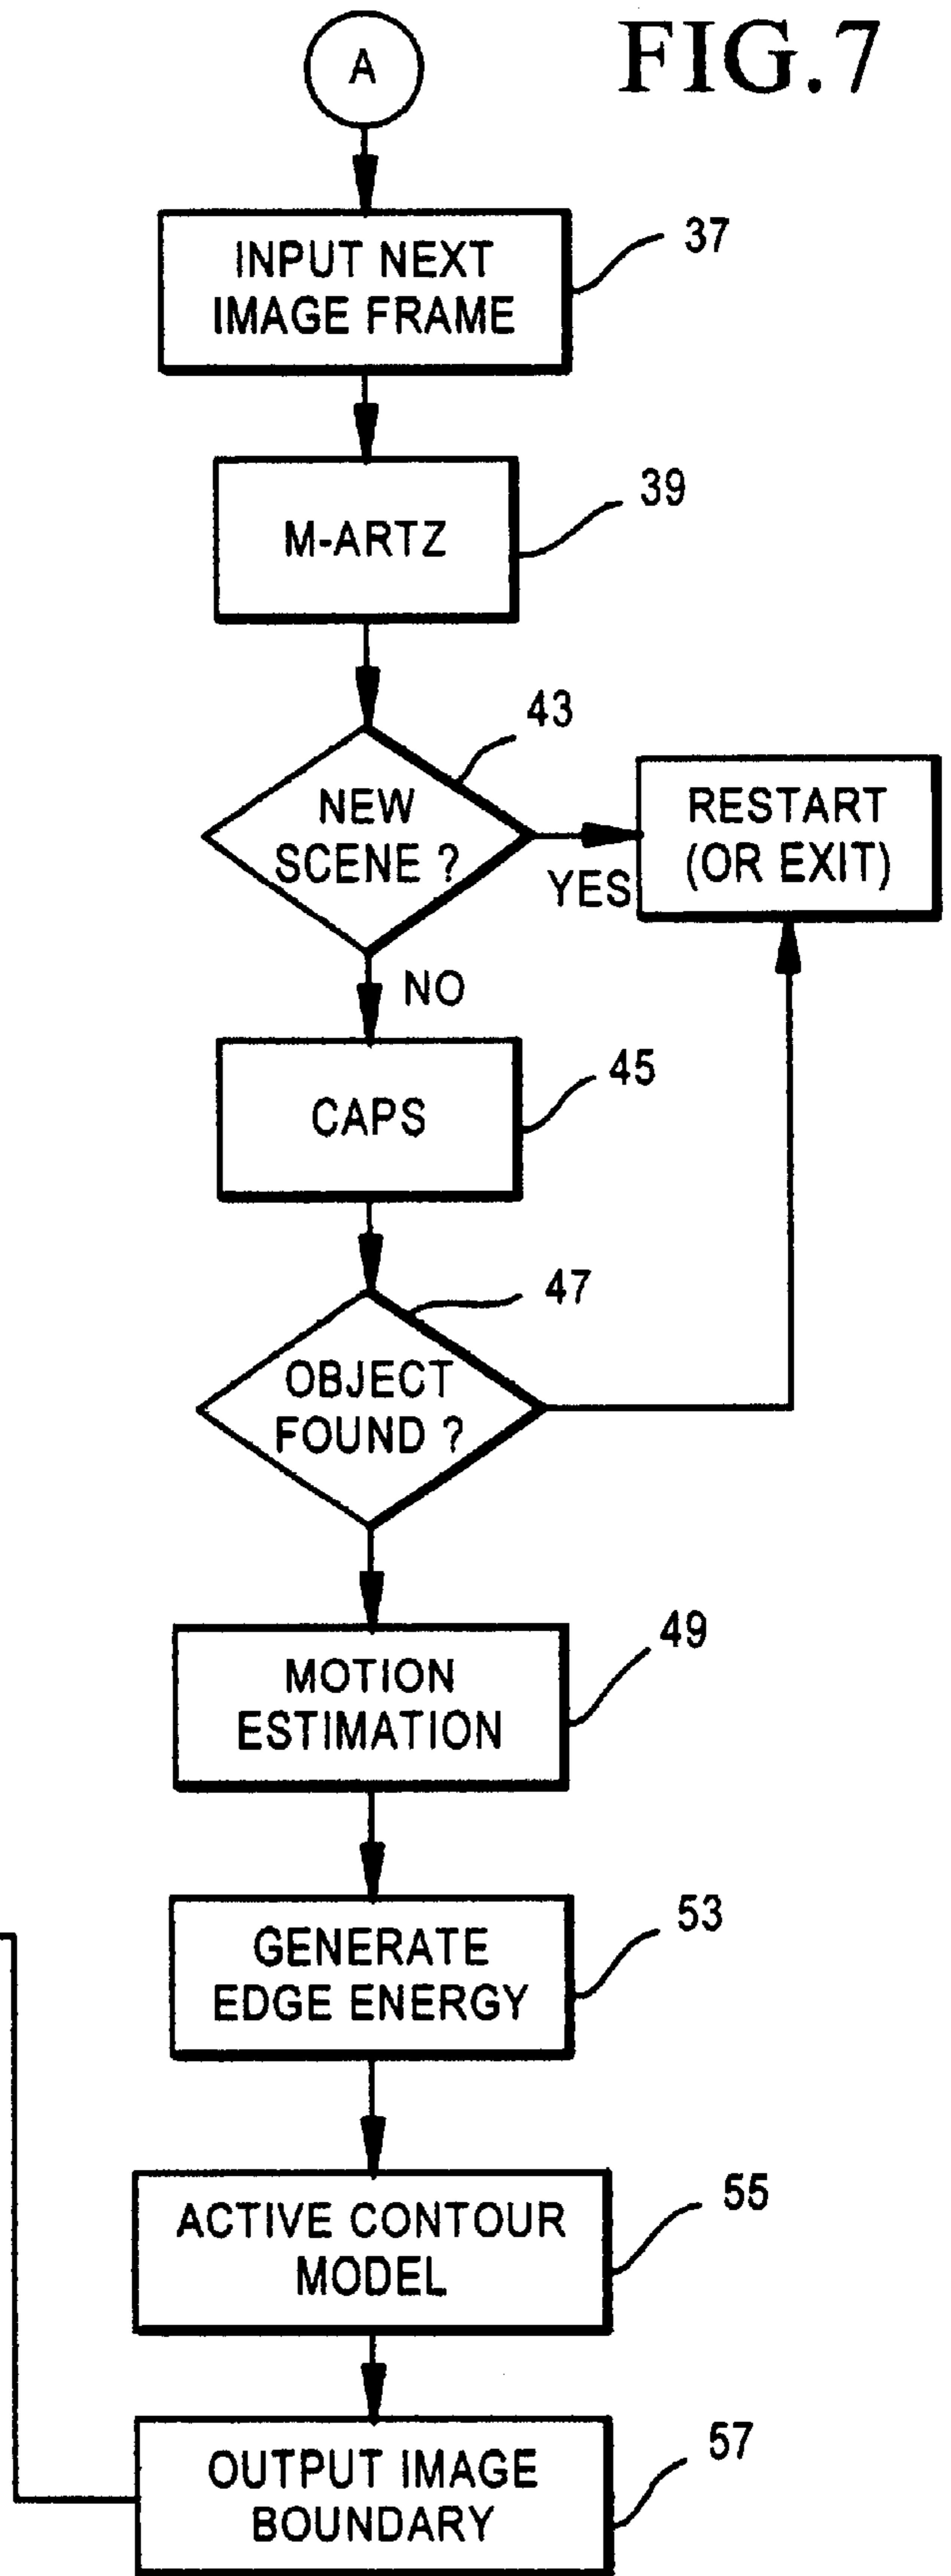 FIG.7
A
INPUT NEXT
IMAGE FRAME
37
M-ARTZ
39
43
NEW
SCENE ?
YES
RESTART
(OR EXIT)
NO
CAPS
45
47
OBJECT
FOUND ?
MOTION
ESTIMATION
49
GENERATE
EDGE ENERGY
53
ACTIVE CONTOUR
MODEL
55
OUTPUT IMAGE
BOUNDARY
57